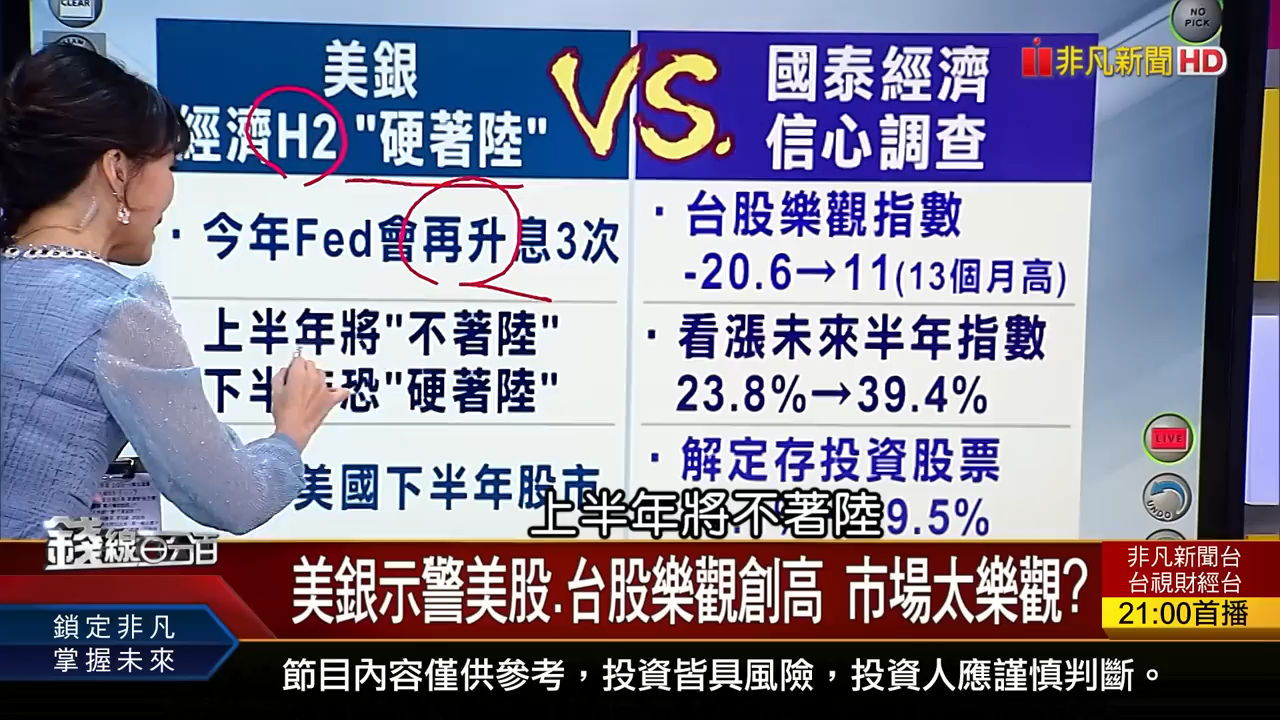 CLEAR
NO
PICK
非凡新聞HD
美銀
經濟H2 "硬著陸"
VS.
國泰經濟
信心調查
今年Fed會再升息3次
上半年將"不著陸"
下半年恐"硬著陸"
美國下半年股市
·台股樂觀指數
-20.6→11(13個月高)
·看漲未來半年指數
23.8%→39.4%
·解定存投資股票
9.5%
LIVE
UNDO
上半年將不著陸
錢線百分百
美銀示警美股.台股樂觀創高 市場太樂觀?
非凡新聞台
台視財經台
21:00首播
鎖定非凡
掌握未來
節目內容僅供參考，投資皆具風險，投資人應謹慎判斷。